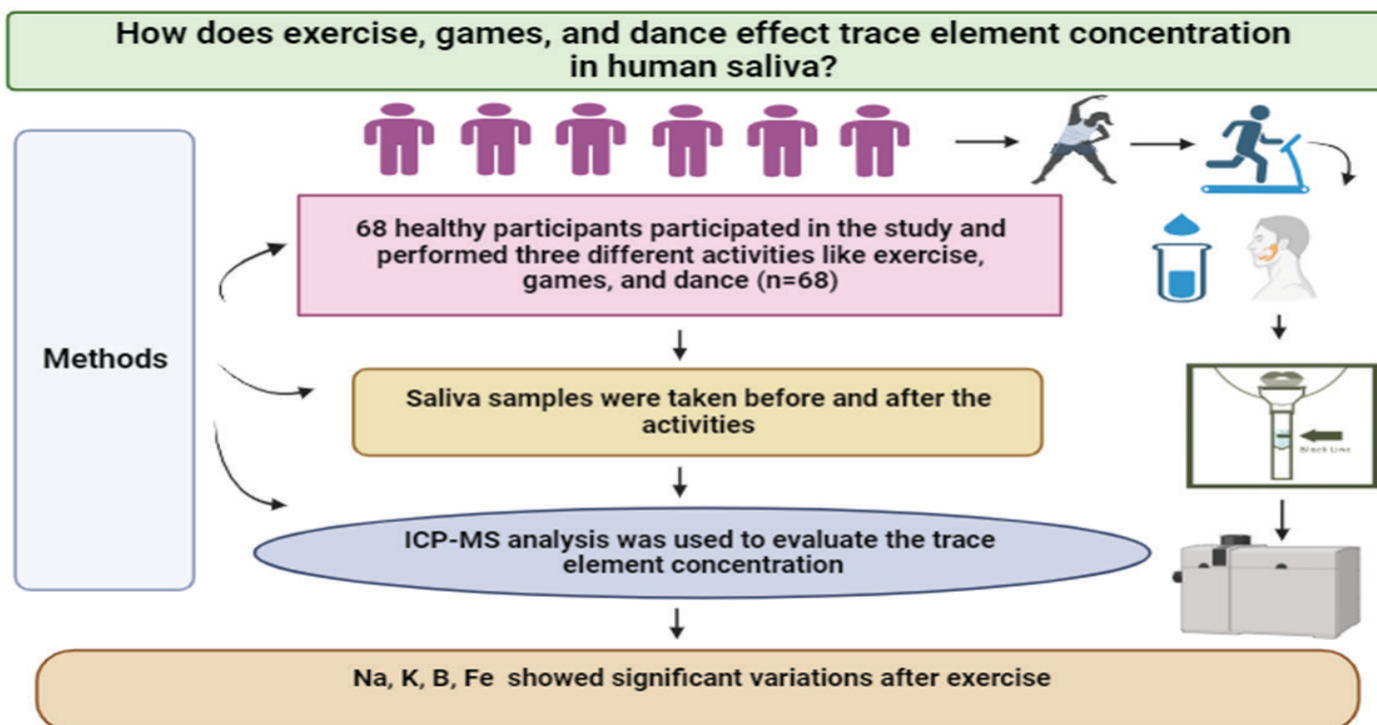 How does exercise, games, and dance effect trace element concentration
in human saliva?
Methods
68 healthy participants participated in the study and
performed three different activities like exercise,
games, and dance (n=68)
Saliva samples were taken before and after the
activities
Black Line
ICP-MS analysis was used to evaluate the trace
element concentration
Na, K, B, Fe showed significant variations after exercise